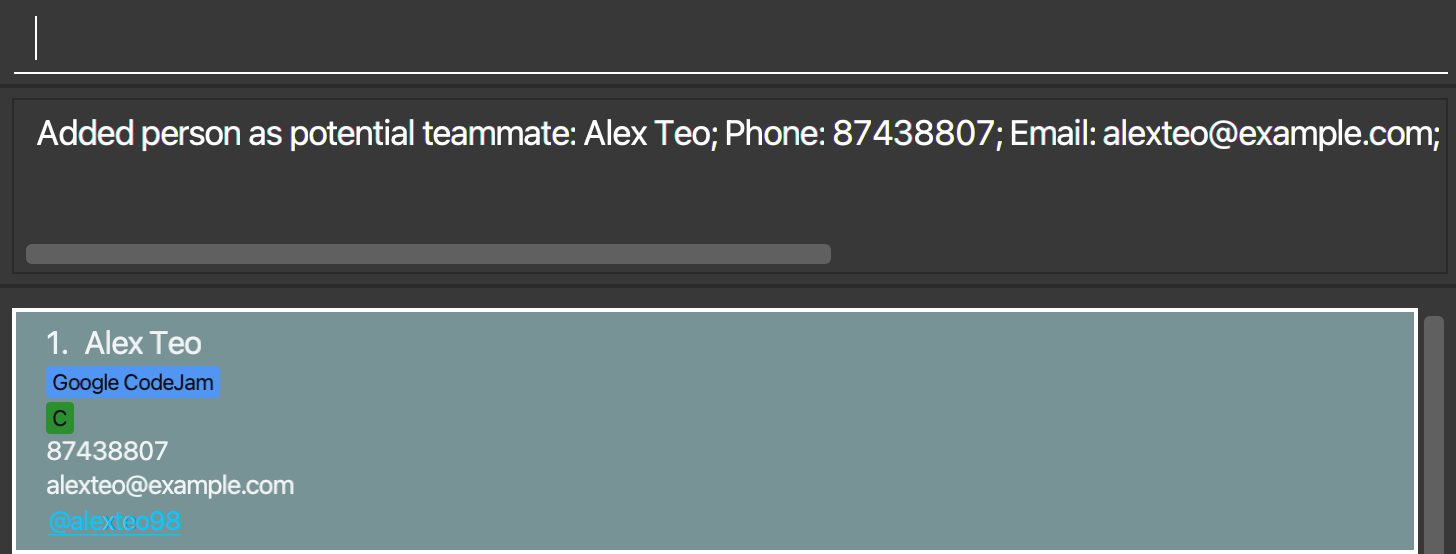 Added person as potential teammate: Alex Teo; Phone: 87438807; Email: alexteo@example.com;
1. Alex Teo
Google CodeJam
C
87438807
alexteo@example.com
@alexteo98